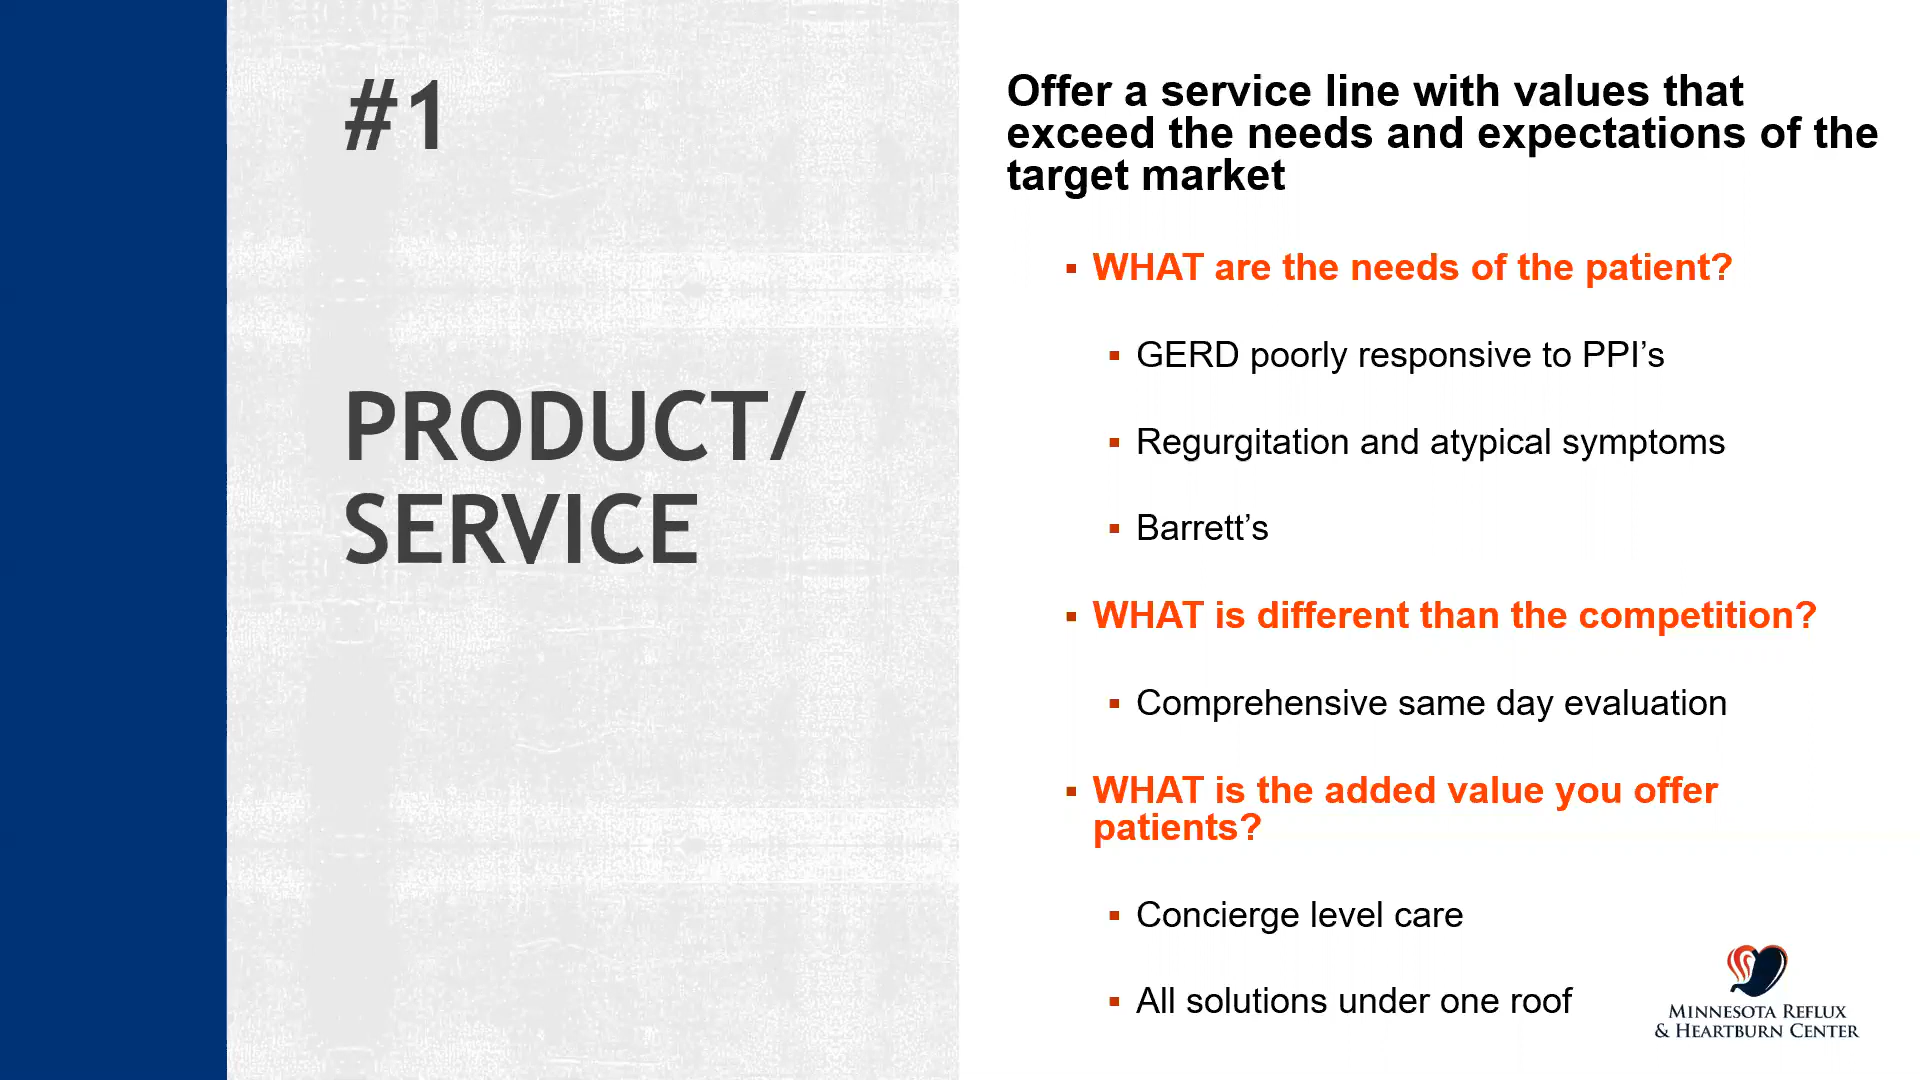 #1
PRODUCT/
SERVICE
Offer a service line with values that
exceed the needs and expectations of the
target market
▪ WHAT are the needs of the patient?
▪ GERD poorly responsive to PPI’s
▪ Regurgitation and atypical symptoms
▪ Barrett’s
▪ WHAT is different than the competition?
▪ Comprehensive same day evaluation
▪ WHAT is the added value you offer
patients?
▪ Concierge level care
▪ All solutions under one roof
MINNESOTA REFLUX
& HEARTBURN CENTER